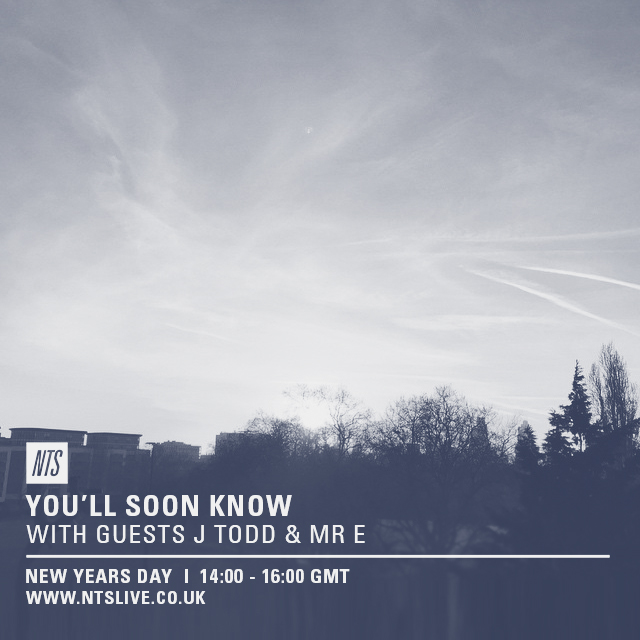 NTS
YOU'LL SOON KNOW
WITH GUESTS J TODD & MR E
NEW YEARS DAY I 14:00 - 16:00 GMT
WWW.NTSLIVE.CO.UK